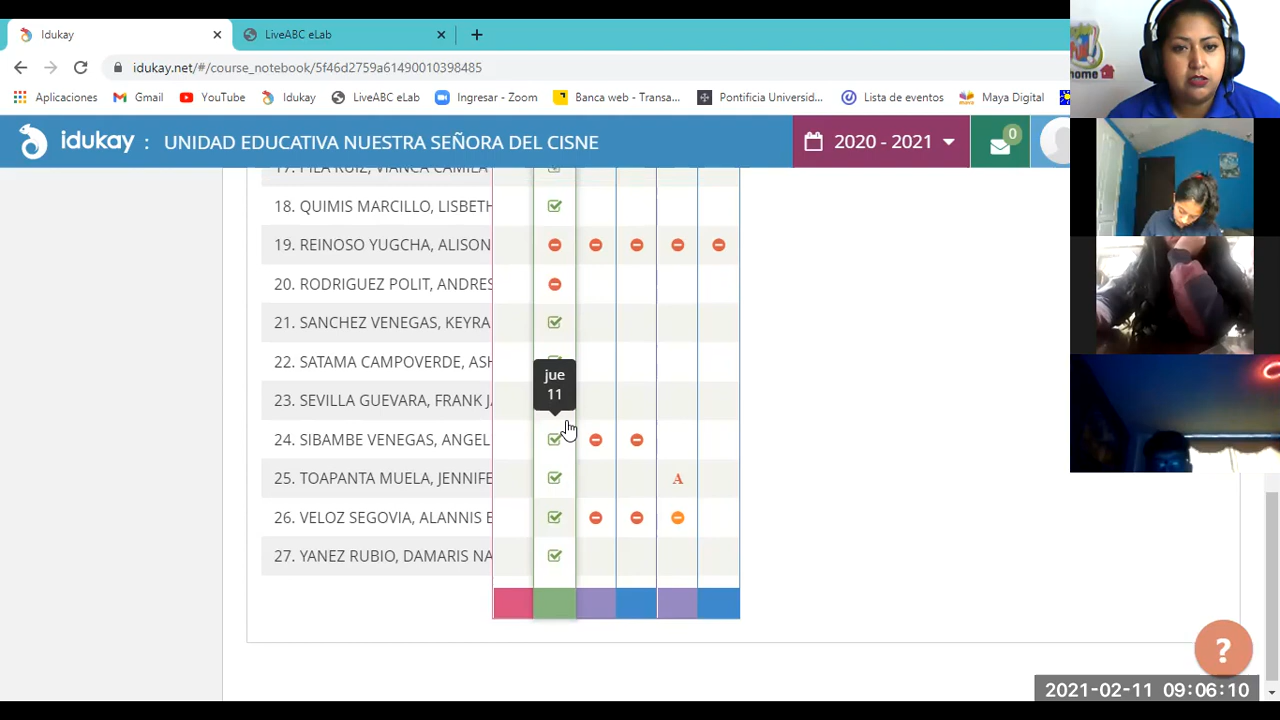 Idukay
LiveABC eLab
idukay.net/#/course_notebook/5f46d2759a61490010398485
Aplicaciones
Gmail
YouTube
Idukay
LiveABC eLab
Ingresar - Zoom
Banca web - Transa...
Pontificia Universid...
Lista de eventos
Maya Digital
idukay : UNIDAD EDUCATIVA NUESTRA SEÑORA DEL CISNE
2020 - 2021
0
18. QUIMIS MARCILLO, LISBETH
19. REINOSO YUGCHA, ALISON
20. RODRIGUEZ POLIT, ANDRES
21. SANCHEZ VENEGAS, KEYRA
22. SATAMA CAMPOVERDE, ASH
jue
11
23. SEVILLA GUEVARA, FRANK JA
24. SIBAMBE VENEGAS, ANGEL
25. TOAPANTA MUELA, JENNIFE
A
26. VELOZ SEGOVIA, ALANNIS E
27. YANEZ RUBIO, DAMARIS NA
?
home
2021-02-11 09:06:10